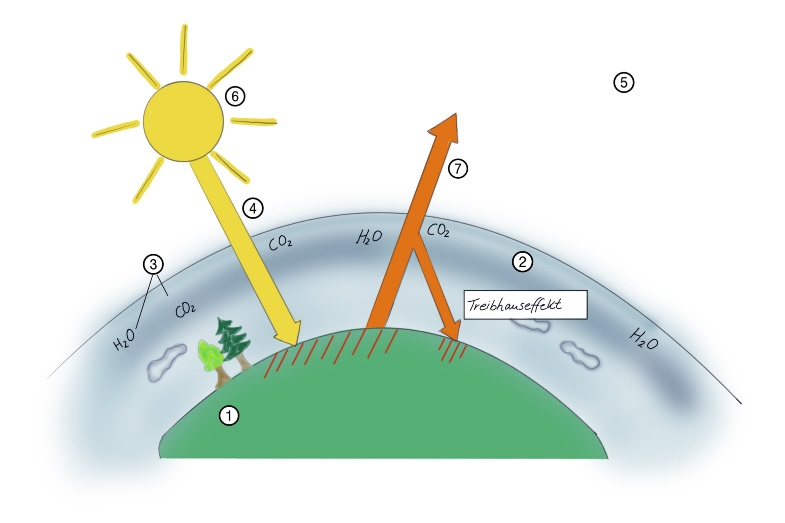 6
5
7
4
CO₂
H₂O
CO₂
3
2
CO₂
H₂O
Treibhauseffekt
H₂O
1